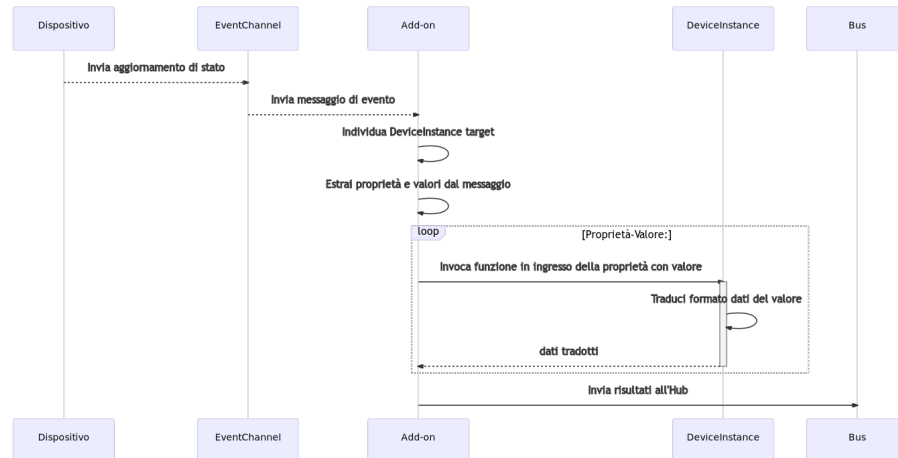 Dispositivo
EventChannel
Add-on
DeviceInstance
Bus
Invia aggiornamento di stato
Invia messaggio di evento
Individua DeviceInstance target
Estrai proprietà e valori dal messaggio
loop
[Proprietà-Valore:]
Invoca funzione in ingresso della proprietà con valore
Traduci formato dati del valore
dati tradotti
Invia risultati all'Hub
Dispositivo
EventChannel
Add-on
DeviceInstance
Bus